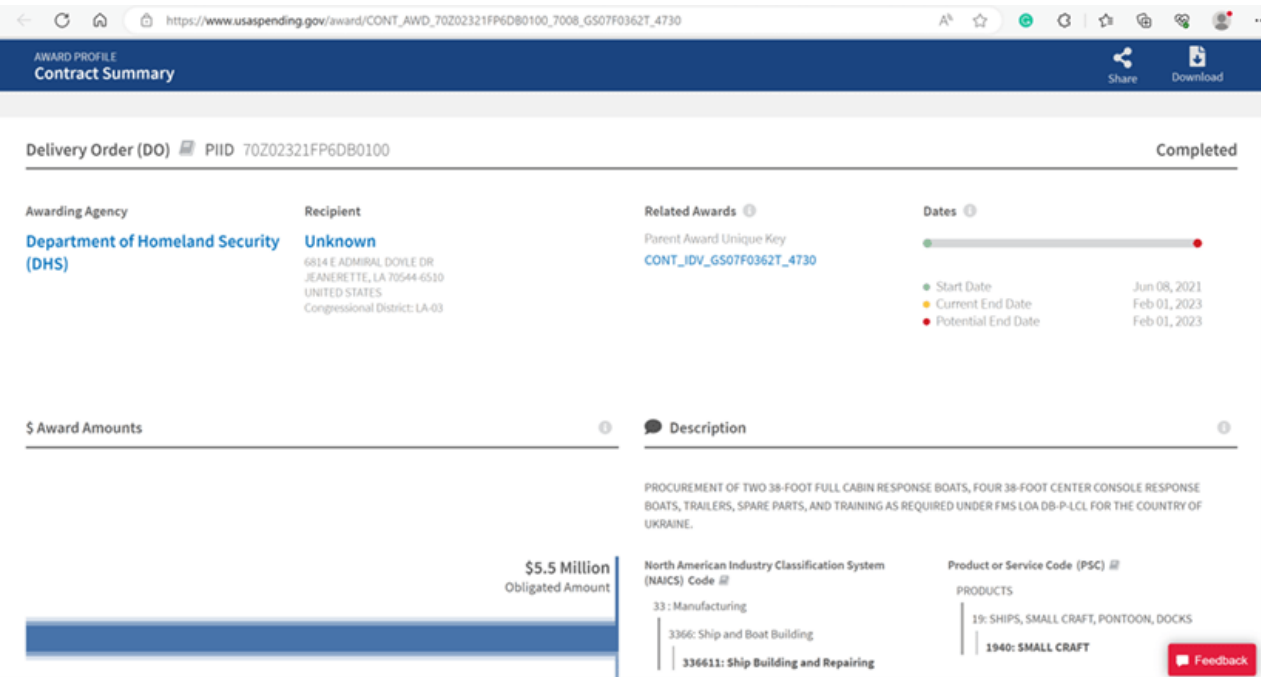 https://www.usaspending.gov/award/CONT_AWD_70Z02321FP6DB0100_7008_GS07F0362T_4730
AWARD PROFILE
Contract Summary
Share
Download
Delivery Order (DO) PIID 70Z02321FP6DB0100
Completed
Awarding Agency
Department of Homeland Security
(DHS)
Recipient
Unknown
6814 E ADMIRAL DOYLE DR
JEANERETTE, LA 70544-6510
UNITED STATES
Congressional District: LA-03
Related Awards
Parent Award Unique Key
CONT_IDV_GS07F0362T_4730
Dates
Start Date Jun 08, 2021
Current End Date Feb 01, 2023
Potential End Date Feb 01, 2023
$ Award Amounts
$5.5 Million
Obligated Amount
Description
PROCUREMENT OF TWO 38-FOOT FULL CABIN RESPONSE BOATS, FOUR 38-FOOT CENTER CONSOLE RESPONSE
BOATS, TRAILERS, SPARE PARTS, AND TRAINING AS REQUIRED UNDER FMS LOA DB-P-LCL FOR THE COUNTRY OF
UKRAINE.
North American Industry Classification System
(NAICS) Code
33 : Manufacturing
3366: Ship and Boat Building
336611: Ship Building and Repairing
Product or Service Code (PSC)
PRODUCTS
19: SHIPS, SMALL CRAFT, PONTOON, DOCKS
1940: SMALL CRAFT
Feedback